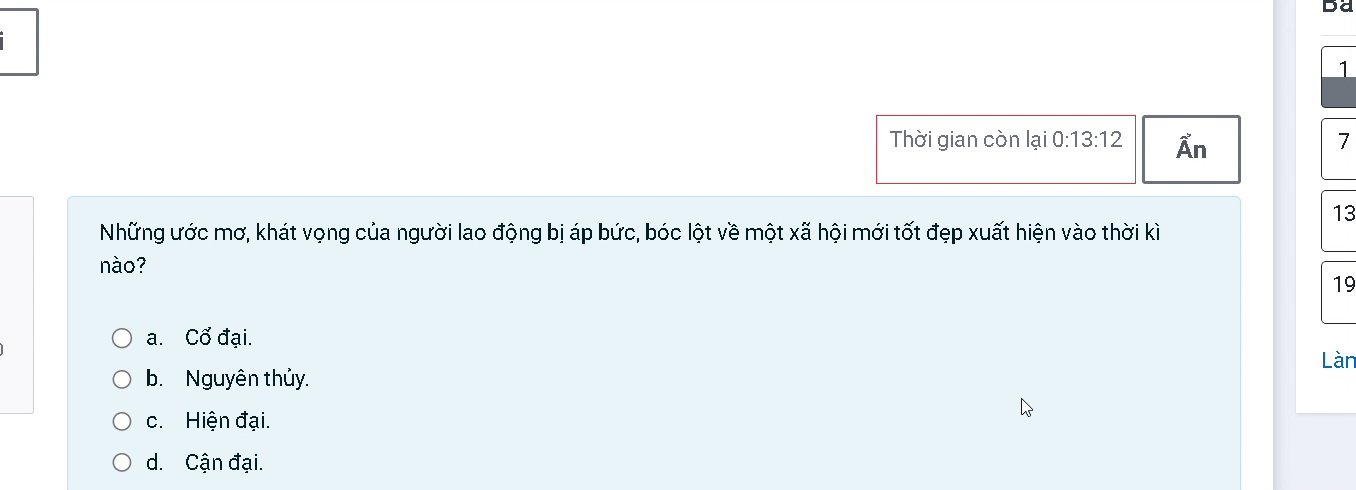 Thời gian còn lại 0:13:12
Ẩn
Những ước mơ, khát vọng của người lao động bị áp bức, bóc lột về một xã hội mới tốt đẹp xuất hiện vào thời kì
nào?
a. Cổ đại.
b. Nguyên thủy.
c. Hiện đại.
d. Cận đại.
1
7
13
19